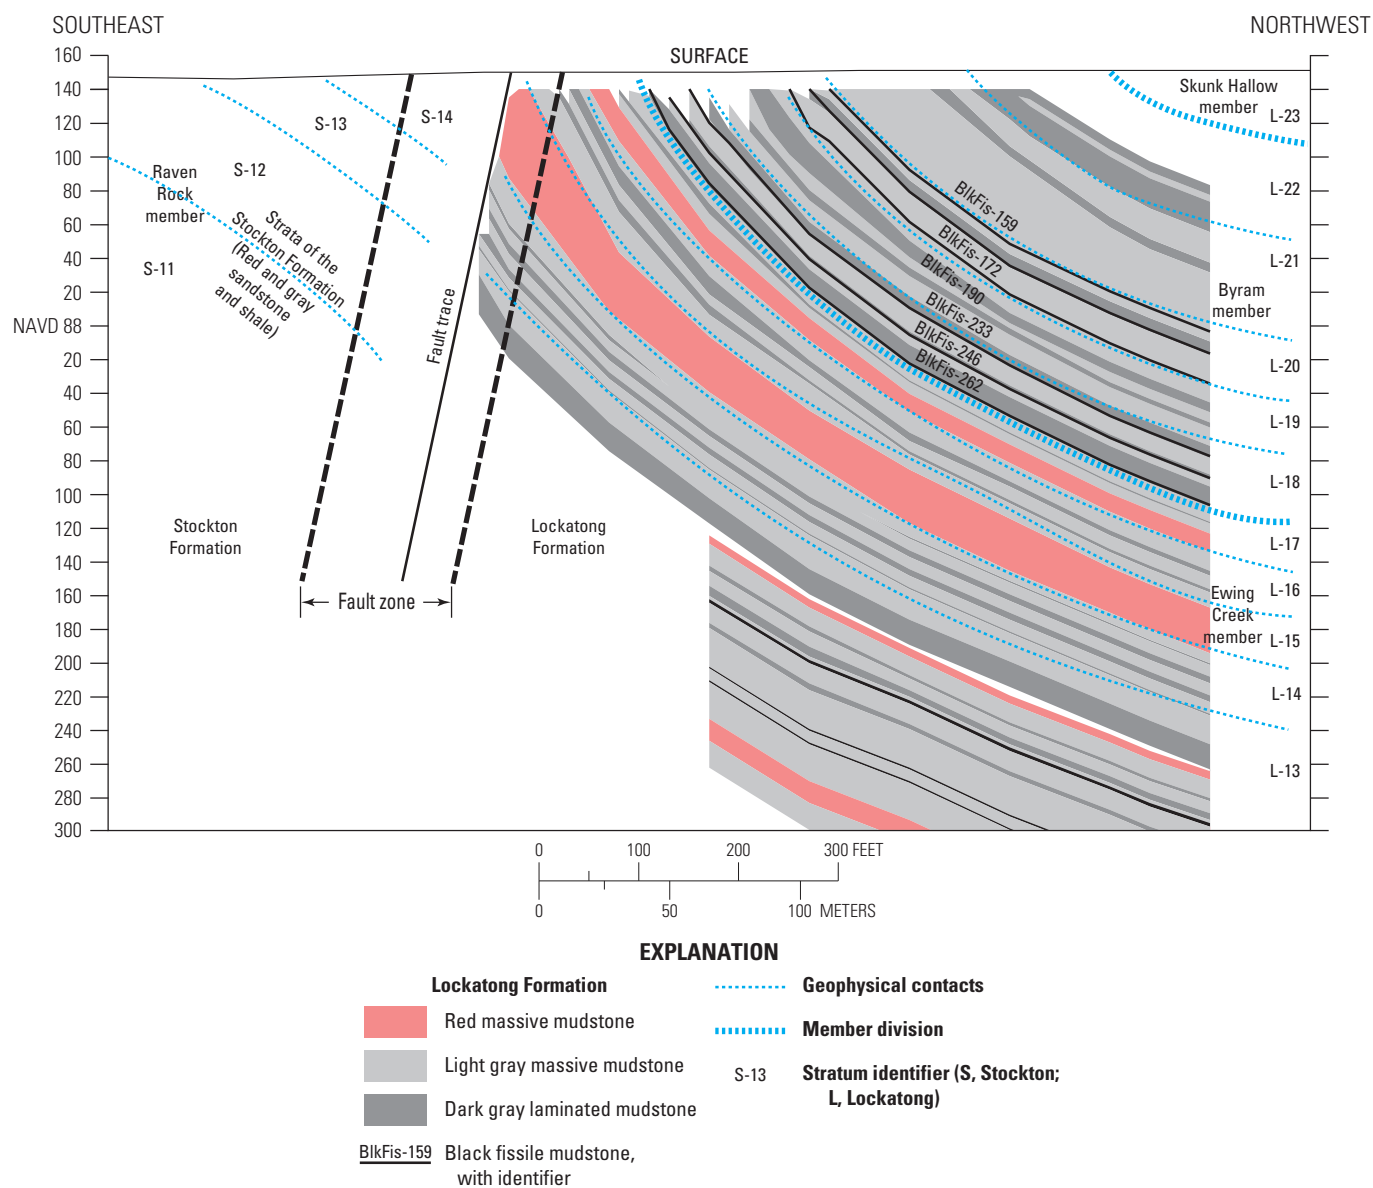 SOUTHEAST
NORTHWEST
SURFACE
160
140
120
100
80
60
40
20
NAVD 88
20
40
60
80
100
120
140
160
180
200
220
240
260
280
300
S-14
S-13
S-12
Raven
Rock
member
S-11
Strata of the
Stockton Formation
(Red and gray
sandstone
and shale)
Fault trace
Stockton
Formation
Lockatong
Formation
Fault zone
BlkFis-159
BlkFis-172
BlkFis-190
BlkFis-233
BlkFis-246
BlkFis-262
Skunk Hallow
member
L-23
L-22
L-21
Byram
member
L-20
L-19
L-18
L-17
L-16
Ewing
Creek
member
L-15
L-14
L-13
0 100 200 300 FEET
0 50 100 METERS
EXPLANATION
Lockatong Formation
Red massive mudstone
Light gray massive mudstone
Dark gray laminated mudstone
BlkFis-159 Black fissile mudstone,
with identifier
Geophysical contacts
Member division
S-13 Stratum identifier (S, Stockton;
L, Lockatong)